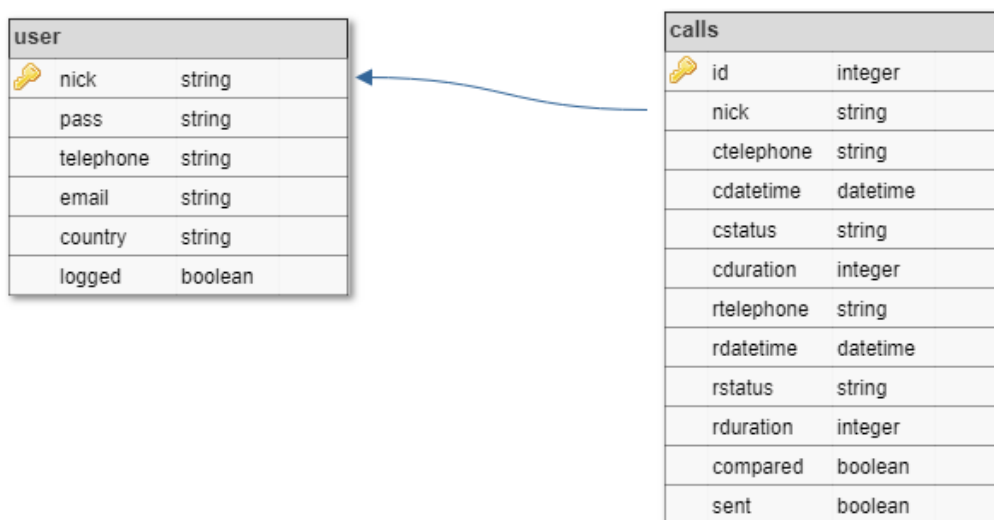 user
nick string
pass string
telephone string
email string
country string
logged boolean
calls
id integer
nick string
ctelephone string
cdatetime datetime
cstatus string
cduration integer
rtelephone string
rdatetime datetime
rstatus string
rduration integer
compared boolean
sent boolean